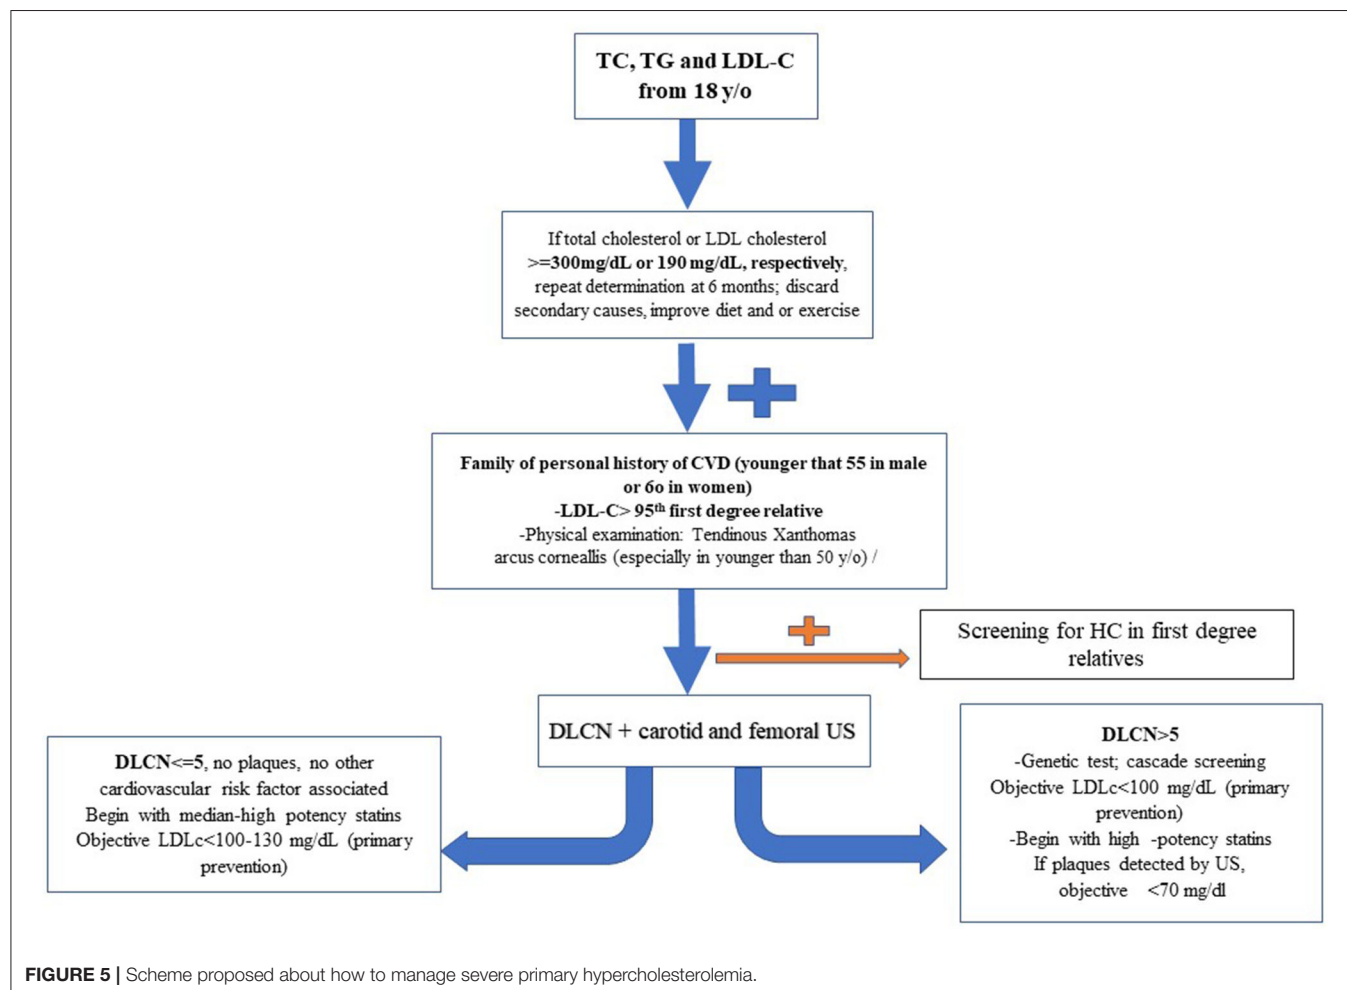 TC, TG and LDL-C
from 18 y/o
If total cholesterol or LDL cholesterol
>=300mg/dL or 190 mg/dL, respectively,
repeat determination at 6 months; discard
secondary causes, improve diet and or exercise
Family of personal history of CVD (younger that 55 in male
or 6o in women)
-LDL-C> 95th first degree relative
-Physical examination: Tendinous Xanthomas
arcus corneallis (especially in younger than 50 y/o) /
Screening for HC in first degree
relatives
DLCN + carotid and femoral US
DLCN<=5, no plaques, no other
cardiovascular risk factor associated
Begin with median-high potency statins
Objective LDLc<100-130 mg/dL (primary
prevention)
DLCN>5
-Genetic test; cascade screening
Objective LDLc<100 mg/dL (primary
prevention)
-Begin with high -potency statins
If plaques detected by US,
objective <70 mg/dl
FIGURE 5 | Scheme proposed about how to manage severe primary hypercholesterolemia.